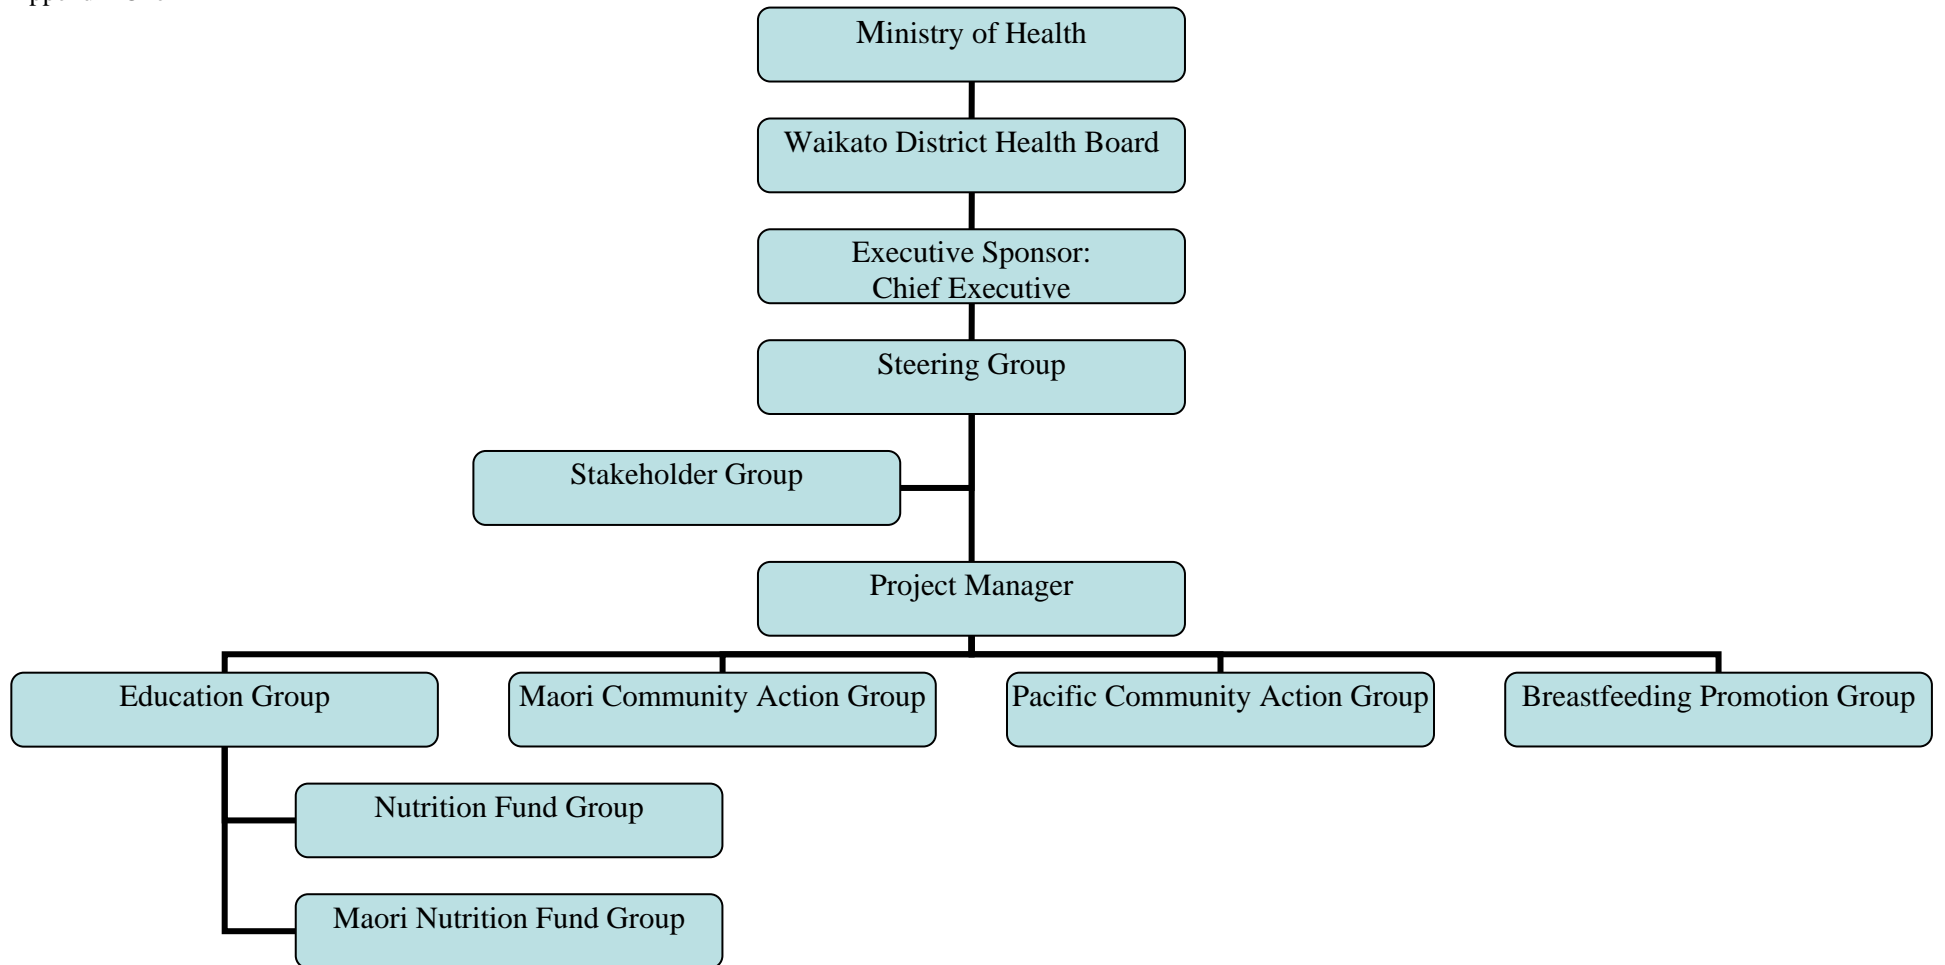 Ministry of Health
Waikato District Health Board
Executive Sponsor:
Chief Executive
Steering Group
Stakeholder Group
Project Manager
Education Group
Maori Community Action Group
Pacific Community Action Group
Breastfeeding Promotion Group
Nutrition Fund Group
Maori Nutrition Fund Group